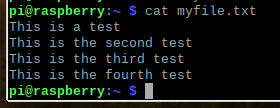 pi@raspberry:~ $ cat myfile.txt
This is a test
This is the second test
This is the third test
This is the fourth test
pi@raspberry:~ $